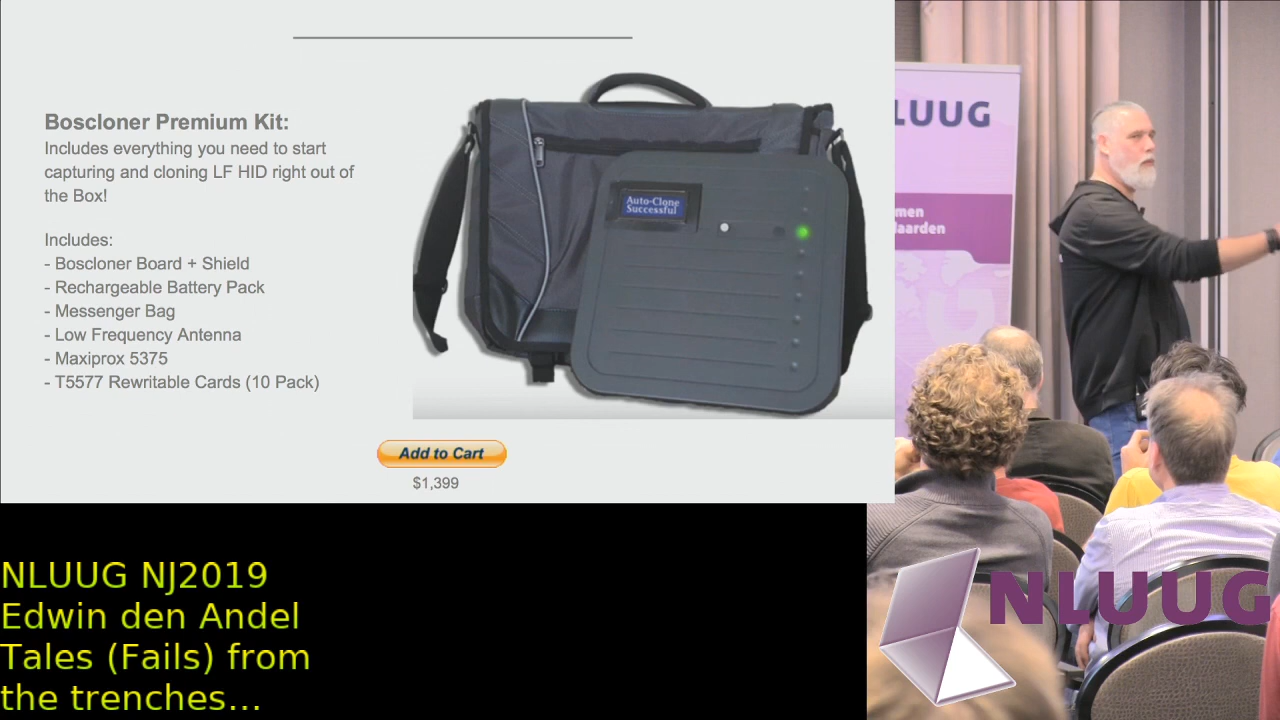 Boscloner Premium Kit:
Includes everything you need to start
capturing and cloning LF HID right out of
the Box!
Includes:
- Boscloner Board + Shield
- Rechargeable Battery Pack
- Messenger Bag
- Low Frequency Antenna
- Maxiprox 5375
- T5577 Rewritable Cards (10 Pack)
Auto-Clone
Successful
Add to Cart
$1,399
LUUG
men
laarden
NLUUG NJ2019
Edwin den Andel
Tales (Fails) from
the trenches...
NLUUG